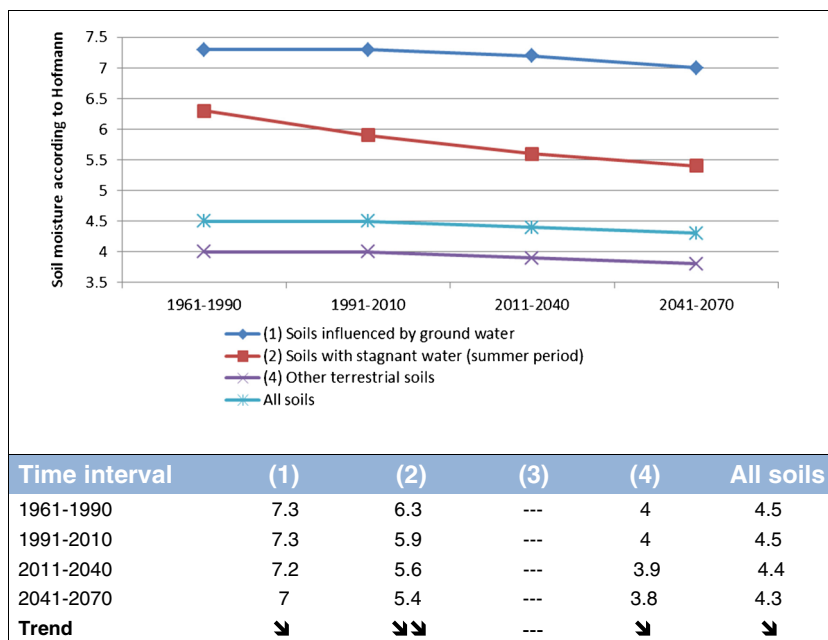 Soil moisture according to Hofmann
7.5
7
6.5
6
5.5
5
4.5
4
3.5
1961-1990 1991-2010 2011-2040 2041-2070
(1) Soils influenced by ground water
(2) Soils with stagnant water (summer period)
(4) Other terrestrial soils
All soils
Time interval (1) (2) (3) (4) All soils
1961-1990 7.3 6.3 --- 4 4.5
1991-2010 7.3 5.9 --- 4 4.5
2011-2040 7.2 5.6 --- 3.9 4.4
2041-2070 7 5.4 --- 3.8 4.3
Trend ➘ ➘➘ --- ➘ ➘